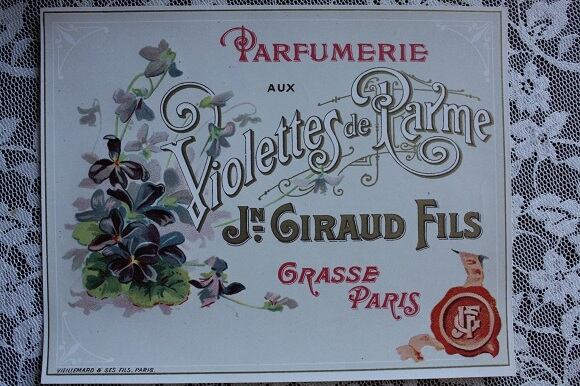 PARFUMERIE
AUX
Violettes de Parme
JN. GIRAUD FILS
GRASSE
PARIS
VIEILLEMARD & SES FILS, PARIS.